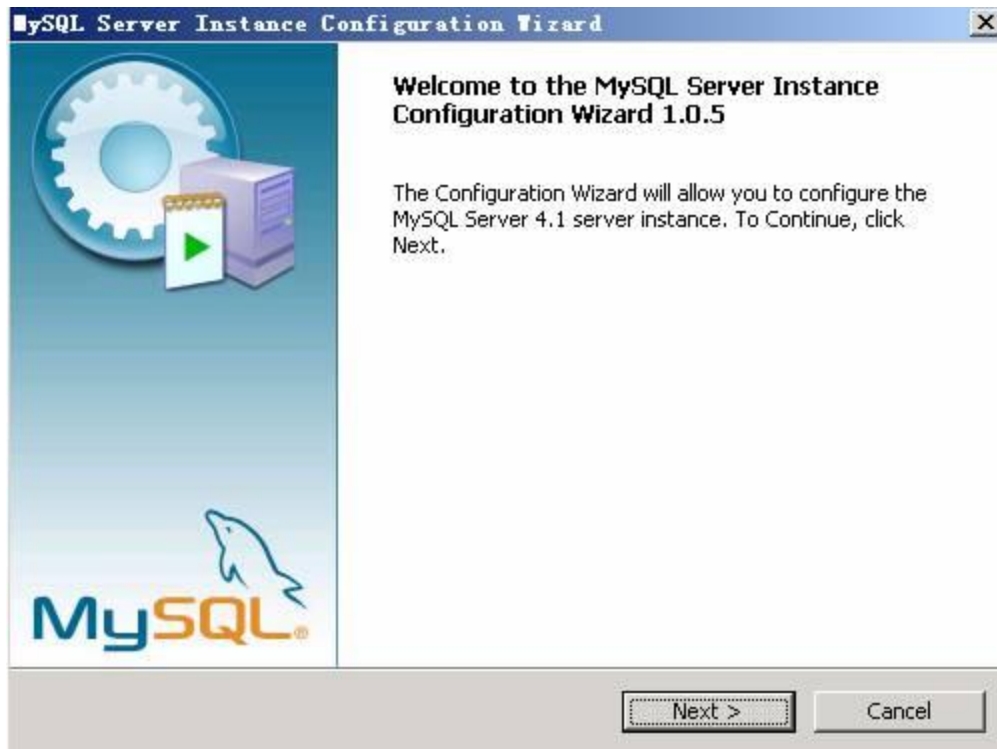 MySQL Server Instance Configuration Wizard
Welcome to the MySQL Server Instance
Configuration Wizard 1.0.5
The Configuration Wizard will allow you to configure the
MySQL Server 4.1 server instance. To Continue, click
Next.
MySQL®
Next >
Cancel